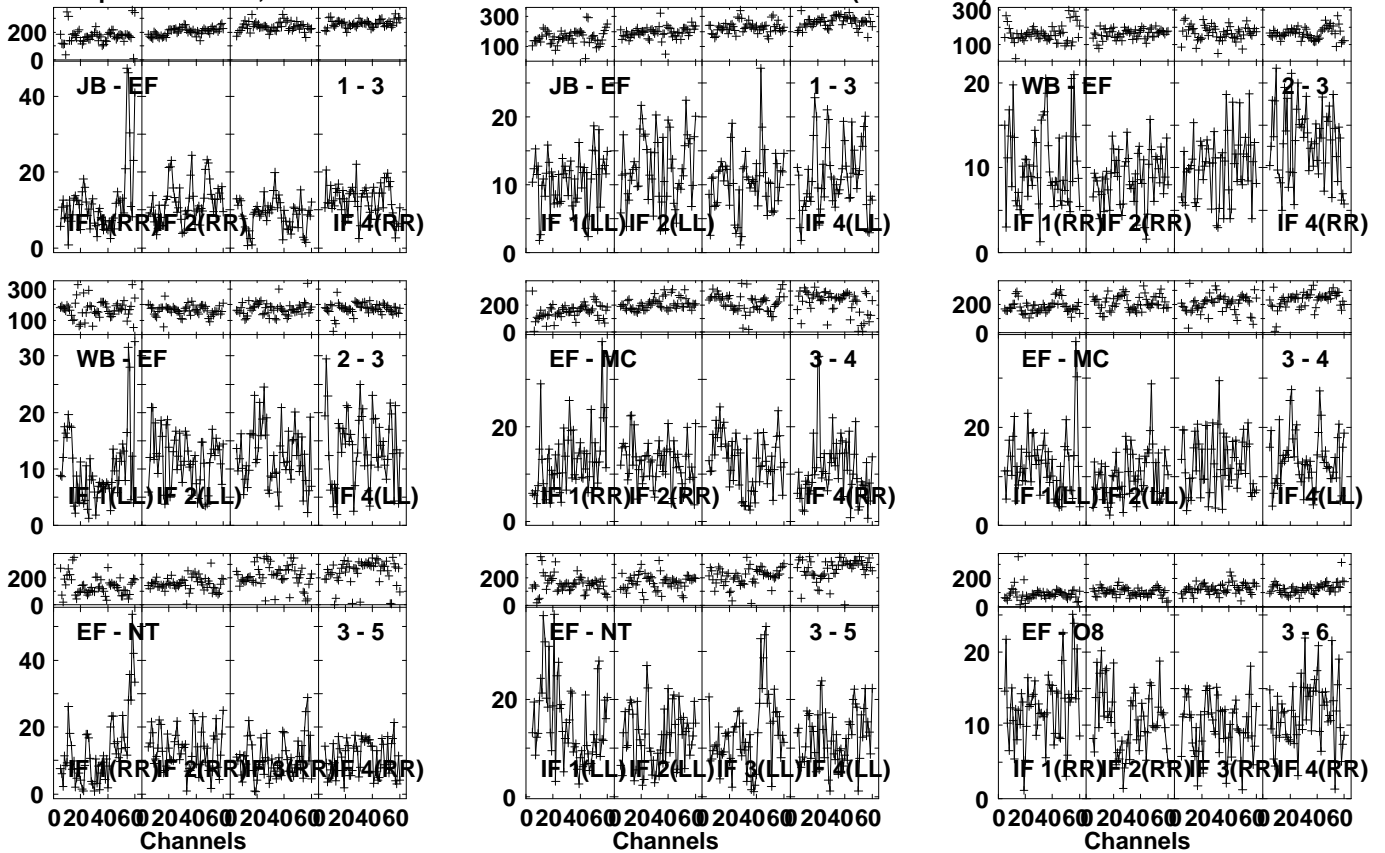 200 0 300 100 300 100
JB - EF 1 - 3 JB - EF 1 - 3 WB - EF 2 - 3
40 20 0 20 10 0 20 10 0
IF 1(RR) IF 2(RR) IF 4(RR) IF 1(LL) IF 2(LL) IF 4(LL) IF 1(RR) IF 2(RR) IF 4(RR)
300 100 200 0 200 0
WB - EF 2 - 3 EF - MC 3 - 4 EF - MC 3 - 4
30 20 10 0 20 0 20 0
IF 1(LL) IF 2(LL) IF 4(LL) IF 1(RR) IF 2(RR) IF 4(RR) IF 1(LL) IF 2(LL) IF 4(LL)
200 0 200 0 200 0
EF - NT 3 - 5 EF - NT 3 - 5 EF - O8 3 - 6
40 20 0 20 0 20 10 0
IF 1(RR) IF 2(RR) IF 3(RR) IF 4(RR) IF 1(LL) IF 2(LL) IF 3(LL) IF 4(LL) IF 1(RR) IF 2(RR) IF 3(RR) IF 4(RR)
0 20 40 60 0 20 40 60 0 20 40 60 0 20 40 60 0 20 40 60 0 20 40 60 0 20 40 60 0 20 40 60 0 20 40 60 0 20 40 60 0 20 40 60 0 20 40 60
Channels Channels Channels